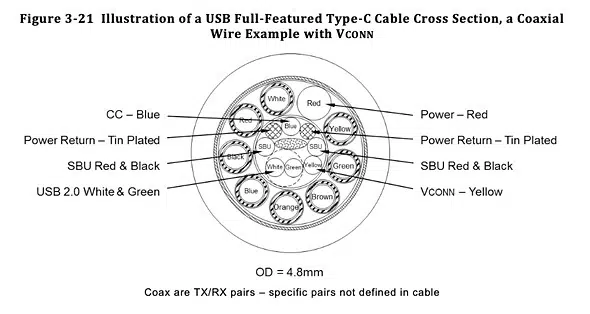 Figure 3-21 Illustration of a USB Full-Featured Type-C Cable Cross Section, a Coaxial
Wire Example with VCONN
CC – Blue
Power Return – Tin Plated
SBU Red & Black
USB 2.0 White & Green
White
Red
Red
Blue
Yellow
SBU
SBU
Black
White
Green
Yellow
Green
Blue
Orange
Brown
Power – Red
Power Return – Tin Plated
SBU Red & Black
VCONN – Yellow
OD = 4.8mm
Coax are TX/RX pairs – specific pairs not defined in cable